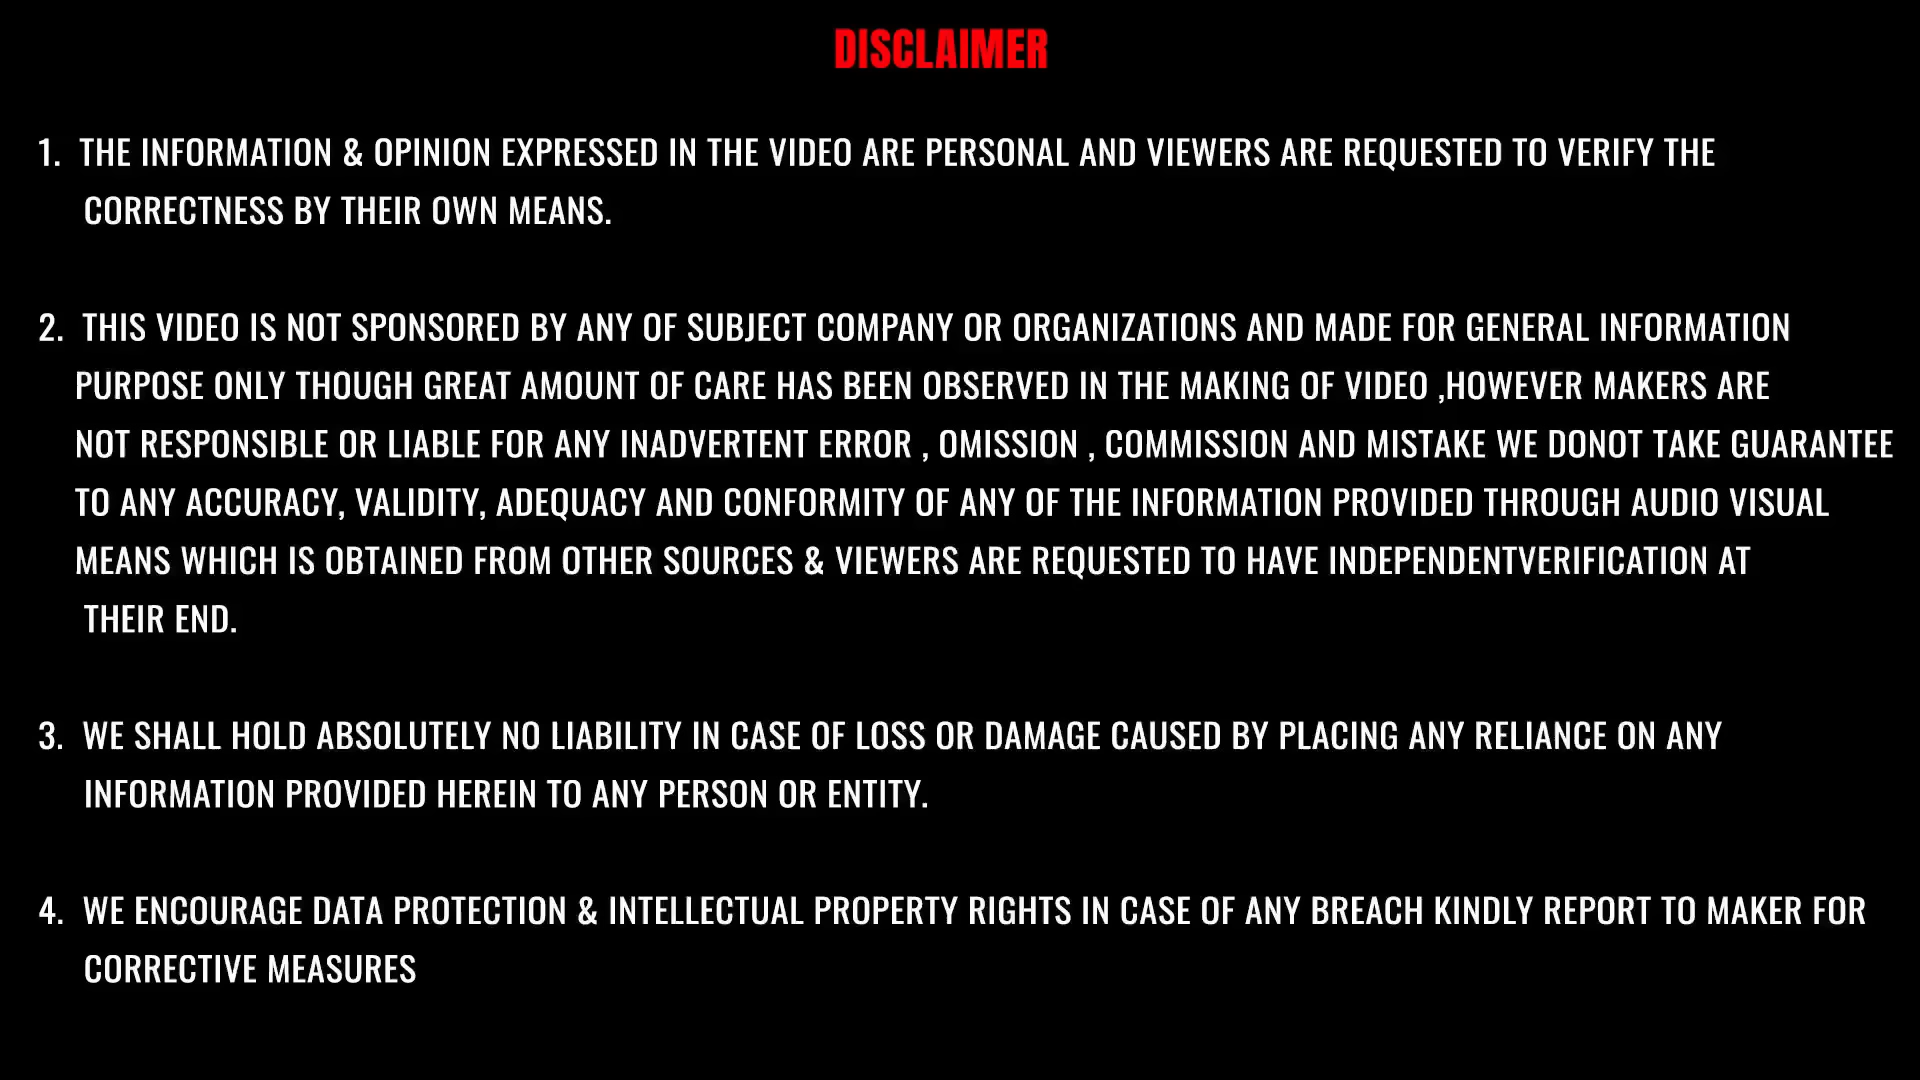 DISCLAIMER
1. THE INFORMATION & OPINION EXPRESSED IN THE VIDEO ARE PERSONAL AND VIEWERS ARE REQUESTED TO VERIFY THE
CORRECTNESS BY THEIR OWN MEANS.
2. THIS VIDEO IS NOT SPONSORED BY ANY OF SUBJECT COMPANY OR ORGANIZATIONS AND MADE FOR GENERAL INFORMATION
PURPOSE ONLY THOUGH GREAT AMOUNT OF CARE HAS BEEN OBSERVED IN THE MAKING OF VIDEO ,HOWEVER MAKERS ARE
NOT RESPONSIBLE OR LIABLE FOR ANY INADVERTENT ERROR , OMISSION , COMMISSION AND MISTAKE WE DONOT TAKE GUARANTEE
TO ANY ACCURACY, VALIDITY, ADEQUACY AND CONFORMITY OF ANY OF THE INFORMATION PROVIDED THROUGH AUDIO VISUAL
MEANS WHICH IS OBTAINED FROM OTHER SOURCES & VIEWERS ARE REQUESTED TO HAVE INDEPENDENTVERIFICATION AT
THEIR END.
3. WE SHALL HOLD ABSOLUTELY NO LIABILITY IN CASE OF LOSS OR DAMAGE CAUSED BY PLACING ANY RELIANCE ON ANY
INFORMATION PROVIDED HEREIN TO ANY PERSON OR ENTITY.
4. WE ENCOURAGE DATA PROTECTION & INTELLECTUAL PROPERTY RIGHTS IN CASE OF ANY BREACH KINDLY REPORT TO MAKER FOR
CORRECTIVE MEASURES